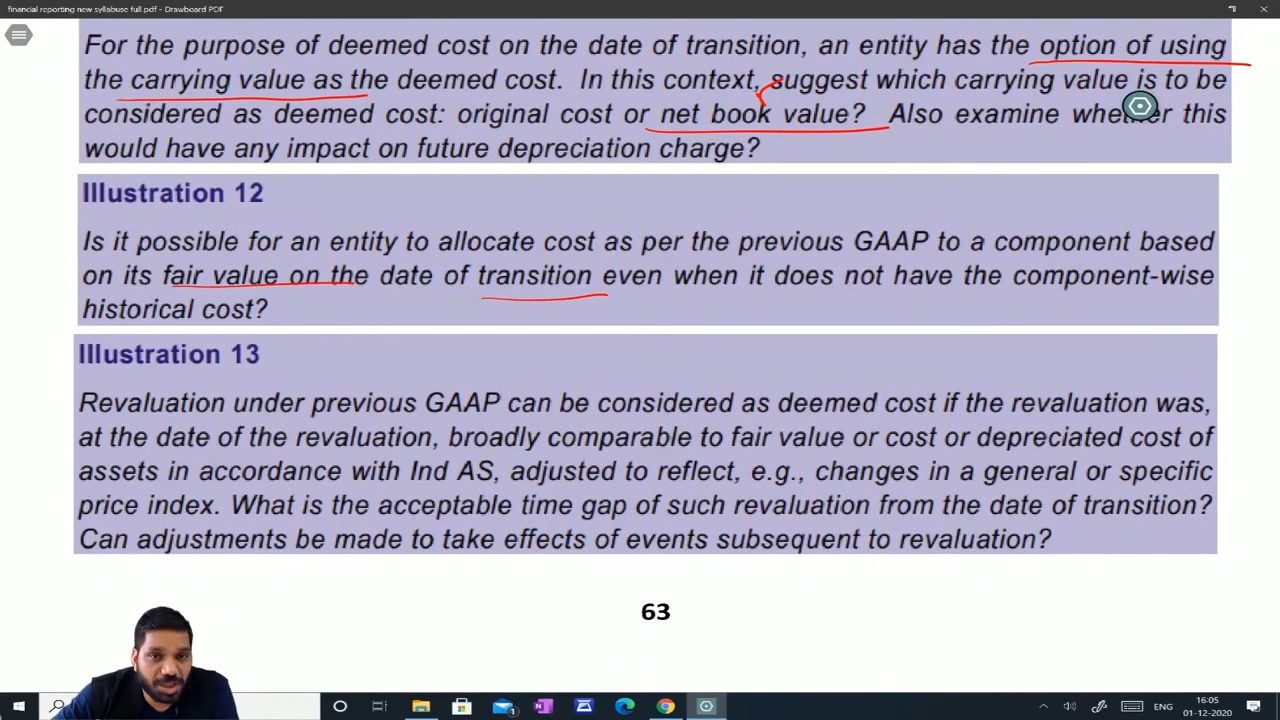 financial reporting new syllabuse full.pdf - Drawboard PDF
For the purpose of deemed cost on the date of transition, an entity has the option of using
the carrying value as the deemed cost. In this context, suggest which carrying value is to be
considered as deemed cost: original cost or net book value? Also examine whether this
would have any impact on future depreciation charge?
Illustration 12
Is it possible for an entity to allocate cost as per the previous GAAP to a component based
on its fair value on the date of transition even when it does not have the component-wise
historical cost?
Illustration 13
Revaluation under previous GAAP can be considered as deemed cost if the revaluation was,
at the date of the revaluation, broadly comparable to fair value or cost or depreciated cost of
assets in accordance with Ind AS, adjusted to reflect, e.g., changes in a general or specific
price index. What is the acceptable time gap of such revaluation from the date of transition?
Can adjustments be made to take effects of events subsequent to revaluation?
63
ENG
16:05
01-12-2020